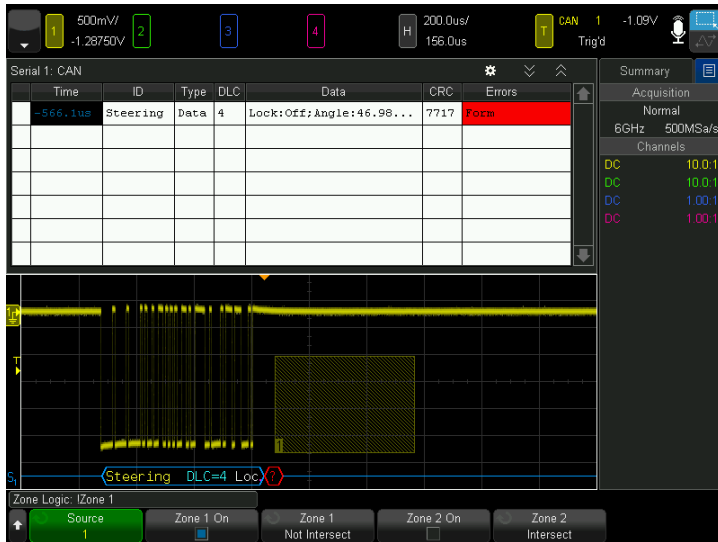 1 500mV/ 2 3 4 H 200.0us/ T CAN 1 -1.09V
-1.28750V 156.0us Trig'd
Serial 1: CAN
Time ID Type DLC Data CRC Errors
-566.1us Steering Data 4 Lock:Off;Angle:46.98... 7717 Form
Summary
Acquisition
Normal
6GHz 500MSa/s
Channels
DC 10.0:1
DC 10.0:1
DC 1.00:1
DC 1.00:1
1
T
1
S1 Steering DLC=4 Loc. ?
Zone Logic: !Zone 1
Source Zone 1 On Zone 1 Zone 2 On Zone 2
1 Not Intersect Intersect